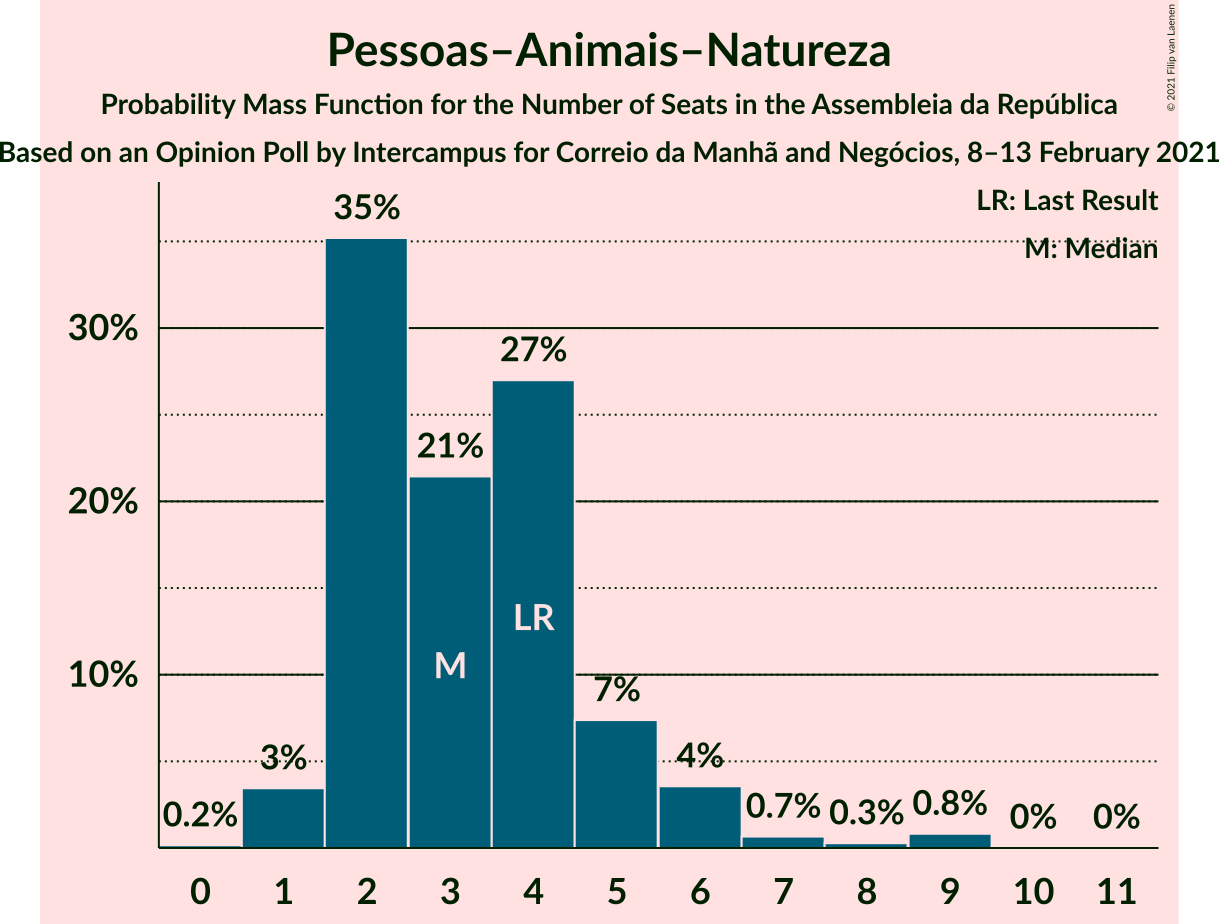 Pessoas–Animais–Natureza
Probability Mass Function for the Number of Seats in the Assembleia da República
Based on an Opinion Poll by Intercampus for Correio da Manhã and Negócios, 8–13 February 2021
© 2021 Filip van Laenen
LR: Last Result
M: Median
35%
30%
27%
21%
20%
LR
M
10%
7%
4%
3%
0.2%
0.7%
0.3%
0.8%
0%
0%
0 1 2 3 4 5 6 7 8 9 10 11